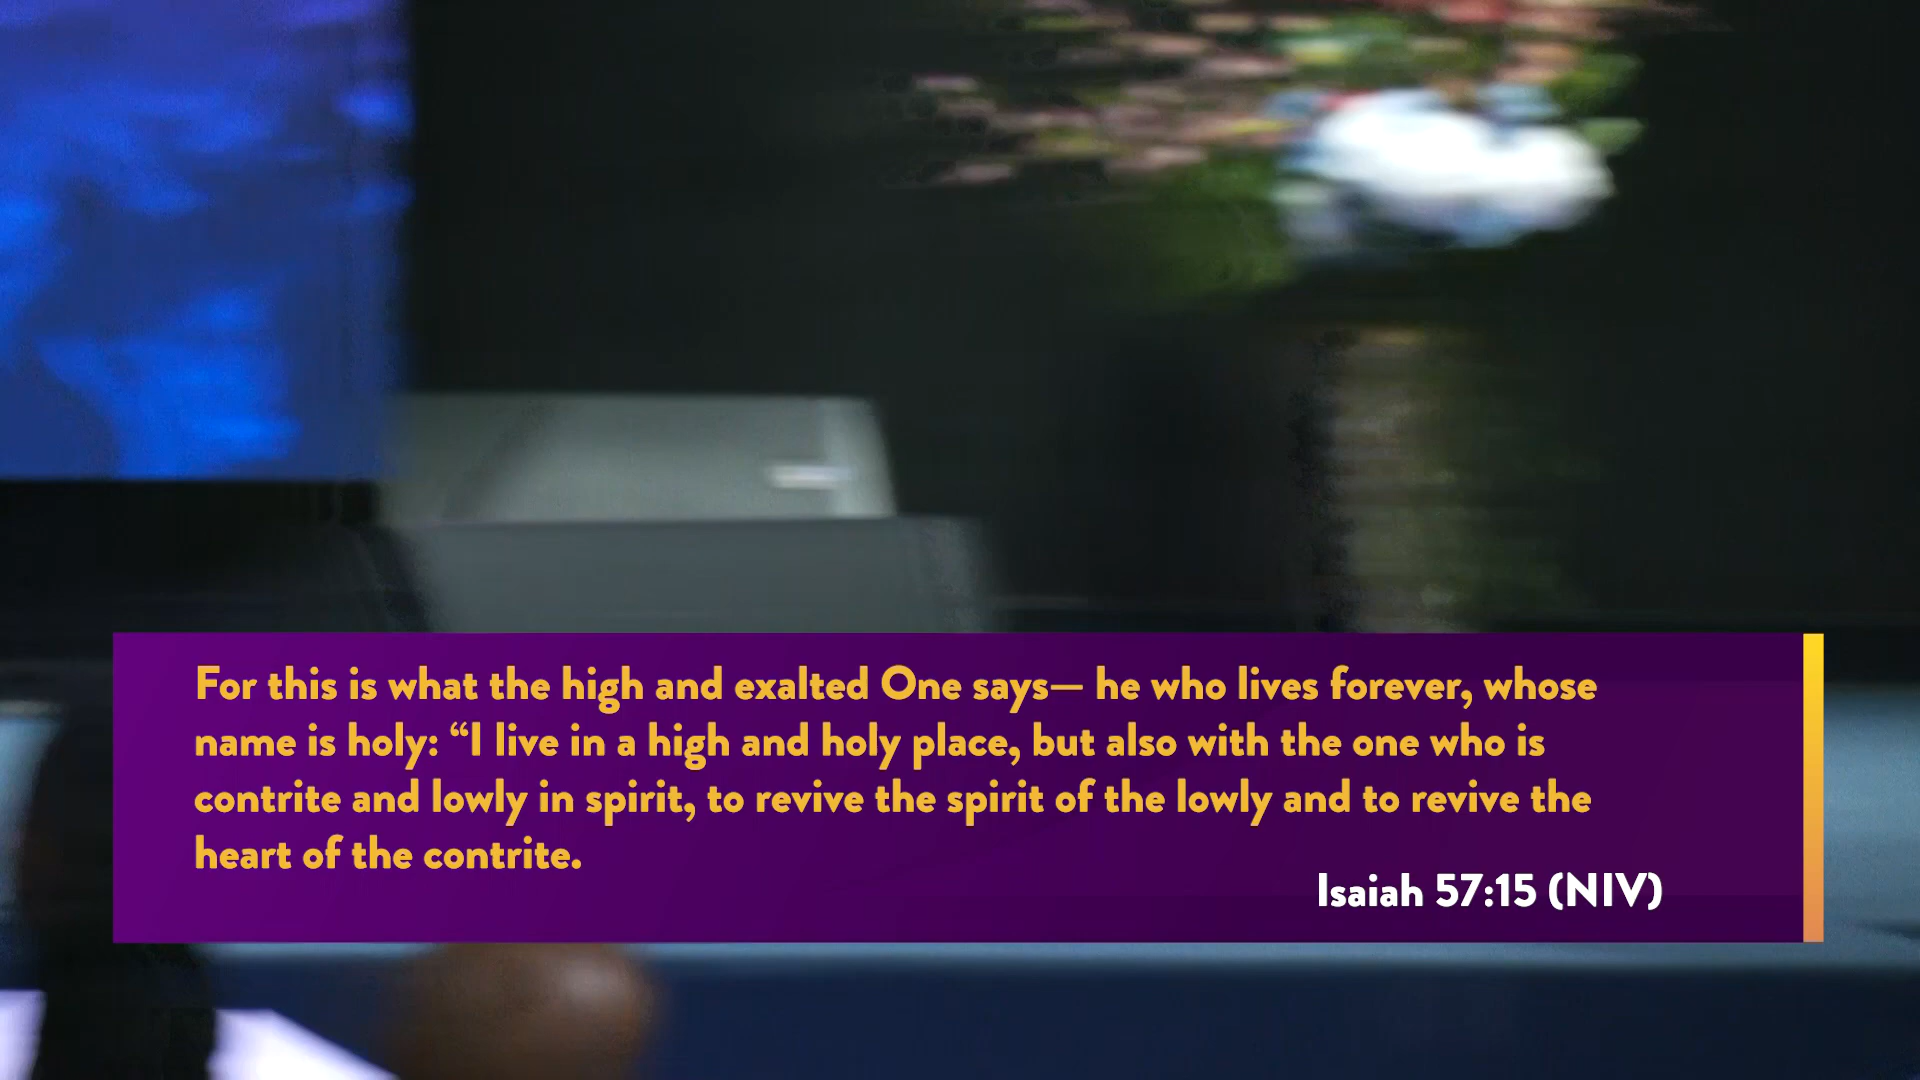 For this is what the high and exalted One says— he who lives forever, whose
name is holy: “I live in a high and holy place, but also with the one who is
contrite and lowly in spirit, to revive the spirit of the lowly and to revive the
heart of the contrite.
Isaiah 57:15 (NIV)